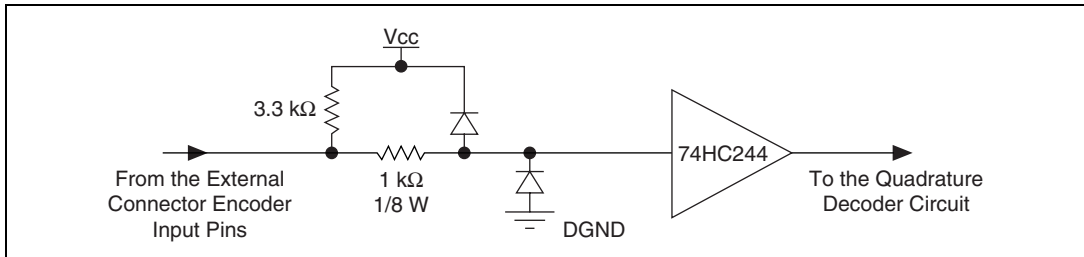 Vcc
3.3 kΩ
74HC244
1 kΩ
1/8 W
From the External
Connector Encoder
Input Pins
DGND
To the Quadrature
Decoder Circuit